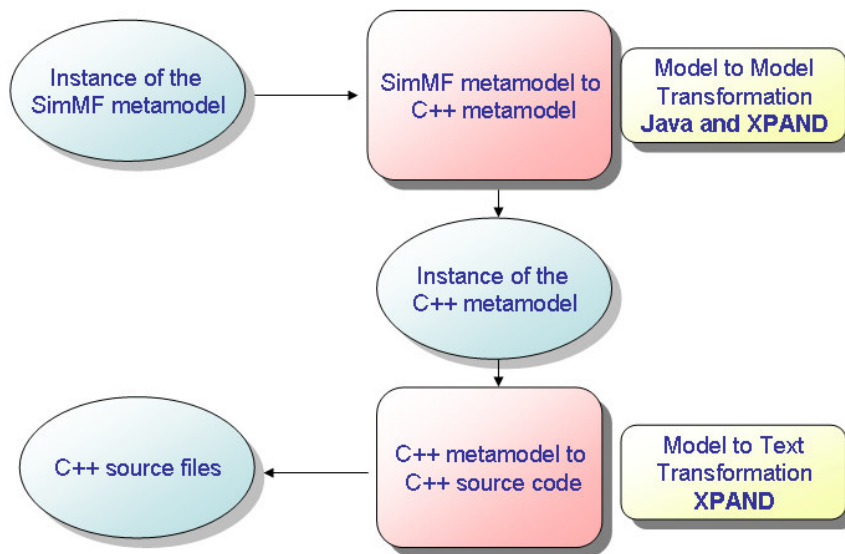 Instance of the
SimMF metamodel
SimMF metamodel to
C++ metamodel
Model to Model
Transformation
Java and XPAND
Instance of the
C++ metamodel
C++ source files
C++ metamodel to
C++ source code
Model to Text
Transformation
XPAND